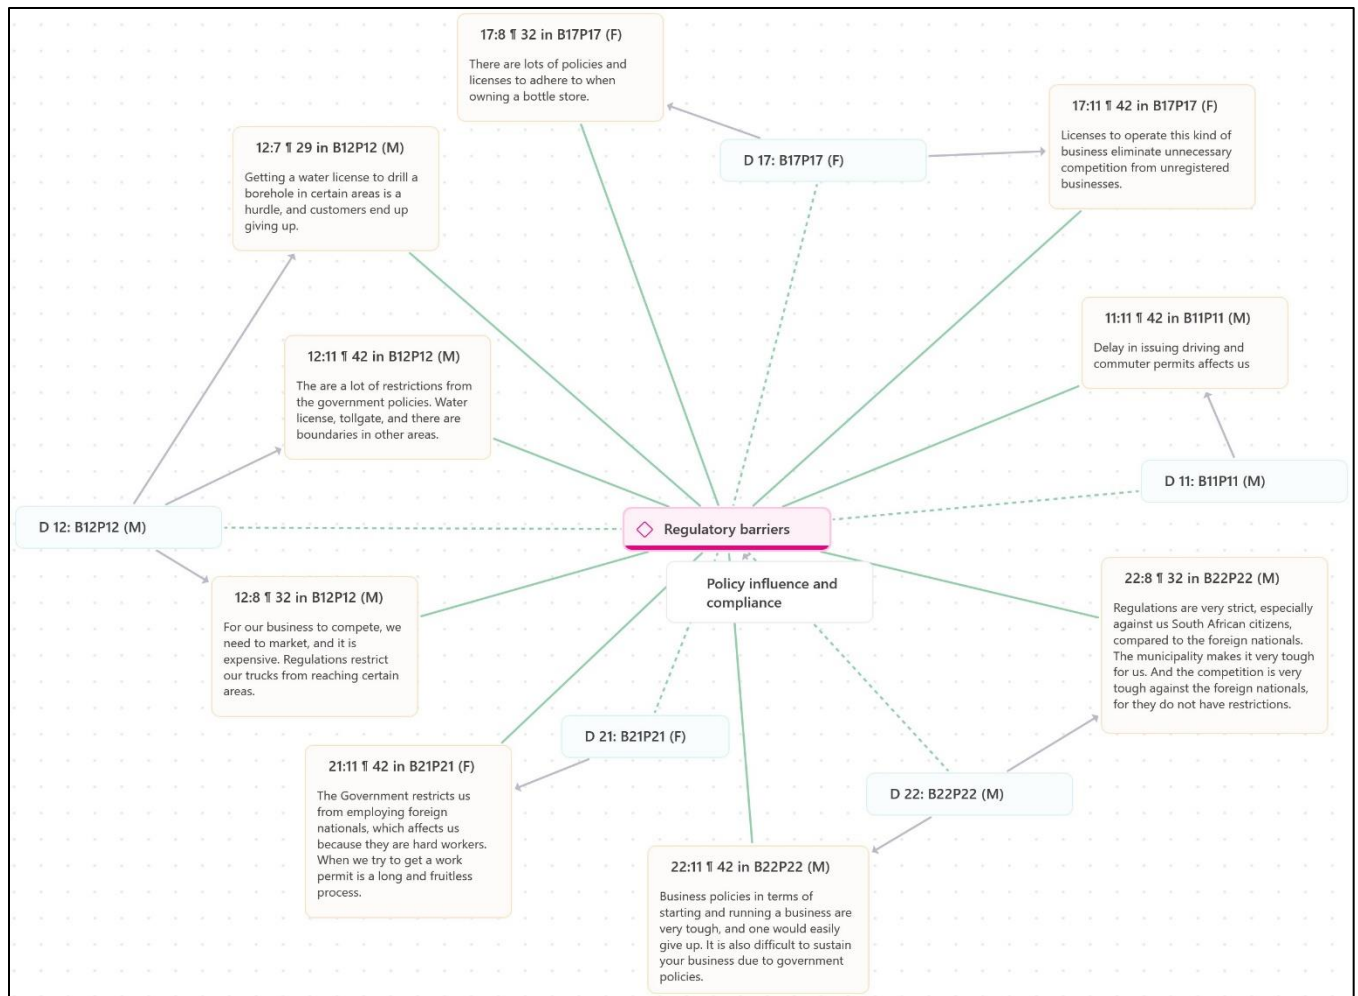 17:8 ¶ 32 in B17P17 (F)
There are lots of policies and
licenses to adhere to when
owning a bottle store.
17:11 ¶ 42 in B17P17 (F)
Licenses to operate this kind of
business eliminate unnecessary
competition from unregistered
businesses.
D 17: B17P17 (F)
12:7 ¶ 29 in B12P12 (M)
Getting a water license to drill a
borehole in certain areas is a
hurdle, and customers end up
giving up.
11:11 ¶ 42 in B11P11 (M)
Delay in issuing driving and
commuter permits affects us
12:11 ¶ 42 in B12P12 (M)
The are a lot of restrictions from
the government policies. Water
license, tollgate, and there are
boundaries in other areas.
D 11: B11P11 (M)
D 12: B12P12 (M)
Regulatory barriers
Policy influence and
compliance
12:8 ¶ 32 in B12P12 (M)
For our business to compete, we
need to market, and it is
expensive. Regulations restrict
our trucks from reaching certain
areas.
22:8 ¶ 32 in B22P22 (M)
Regulations are very strict, especially
against us South African citizens,
compared to the foreign nationals.
The municipality makes it very tough
for us. And the competition is very
tough against the foreign nationals,
for they do not have restrictions.
D 21: B21P21 (F)
21:11 ¶ 42 in B21P21 (F)
The Government restricts us
from employing foreign
nationals, which affects us
because they are hard workers.
When we try to get a work
permit is a long and fruitless
process.
D 22: B22P22 (M)
22:11 ¶ 42 in B22P22 (M)
Business policies in terms of
starting and running a business are
very tough, and one would easily
give up. It is also difficult to sustain
your business due to government
policies.